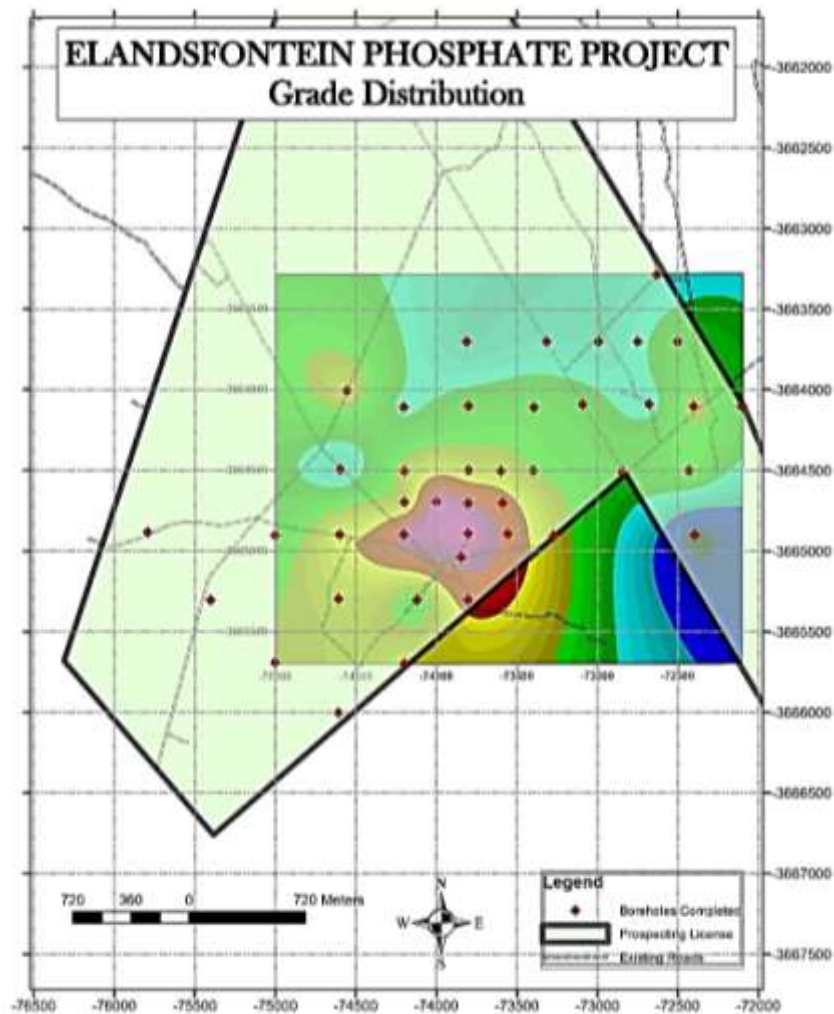 ELANDSFONTEIN PHOSPHATE PROJECT
Grade Distribution
-3662000
-3662500
-3663000
-3663500
-3664000
-3664500
-3665000
-3665500
-3666000
-3666500
-3667000
-3667500
-74000
-73500
-73000
-72500
720 360 0 720 Meters
N
W E
S
Legend
Boreholes Completed
Prospecting License
Existing Roads
-76500 -76000 -75500 -75000 -74500 -74000 -73500 -73000 -72500 -72000